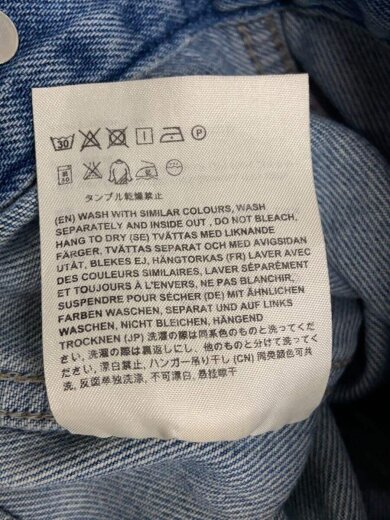 30
P
タンブル乾燥禁止
(EN) WASH WITH SIMILAR COLOURS, WASH
SEPARATELY AND INSIDE OUT , DO NOT BLEACH,
HANG TO DRY (SE) TVÄTTAS MED LIKNANDE
FÄRGER, TVÄTTAS SEPARAT OCH MED AVIGSIDAN
UTÅT, BLEKES EJ, HÄNGTORKAS (FR) LAVER AVEC
DES COULEURS SIMILAIRES, LAVER SÉPARÉMENT
ET TOUJOURS À L'ENVERS, NE PAS BLANCHIR,
SUSPENDRE POUR SÉCHER (DE) MIT ÄHNLICHEN
FARBEN WASCHEN, SEPARAT UND AUF LINKS
WASCHEN, NICHT BLEICHEN, HÄNGEND
TROCKNEN (JP) 洗濯の際は同系色のものと洗ってくだ
さい, 洗濯の際は裏返しにし、他のものと分けて洗ってく
ださい, 漂白禁止, ハンガー吊り干し (CN) 同类颜色可共
洗, 反面单独洗涤, 不可漂白, 悬挂晾干